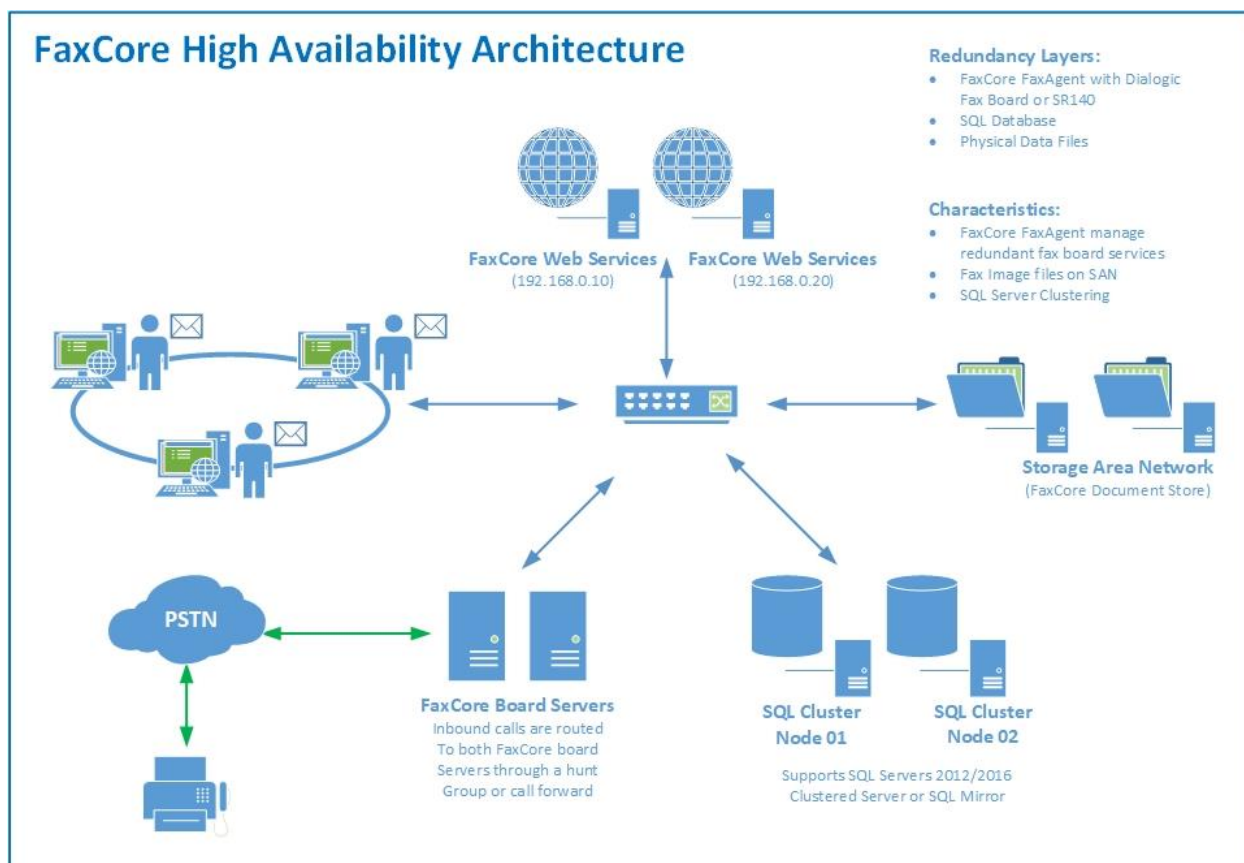 FaxCore High Availability Architecture
Redundancy Layers:
• FaxCore FaxAgent with Dialogic
Fax Board or SR140
• SQL Database
• Physical Data Files
Characteristics:
• FaxCore FaxAgent manage
redundant fax board services
• Fax Image files on SAN
• SQL Server Clustering
FaxCore Web Services
(192.168.0.10)
FaxCore Web Services
(192.168.0.20)
Storage Area Network
(FaxCore Document Store)
PSTN
FaxCore Board Servers
Inbound calls are routed
To both FaxCore board
Servers through a hunt
Group or call forward
SQL Cluster
Node 01
SQL Cluster
Node 02
Supports SQL Servers 2012/2016
Clustered Server or SQL Mirror